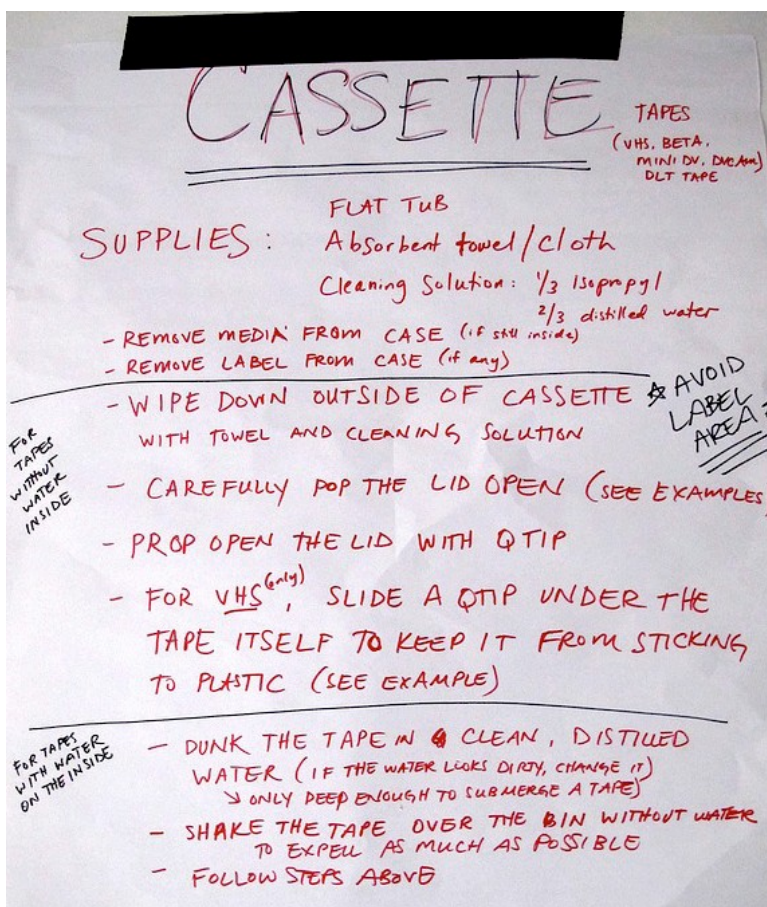 CASSETTE
TAPES
(VHS, BETA,
MINI DV, DVCAM)
DLT TAPE
FLAT TUB
SUPPLIES: Absorbent towel/cloth
Cleaning Solution: 1/3 Isopropyl
2/3 distilled water
- REMOVE MEDIA FROM CASE (if still inside)
- REMOVE LABEL FROM CASE (if any)
FOR
TAPES
WITHOUT
WATER
INSIDE
- WIPE DOWN OUTSIDE OF CASSETTE
WITH TOWEL AND CLEANING SOLUTION
☆ AVOID
LABEL
AREA
- CAREFULLY POP THE LID OPEN (SEE EXAMPLES)
- PROP OPEN THE LID WITH QTIP
- FOR VHS (only), SLIDE A QTIP UNDER THE
TAPE ITSELF TO KEEP IT FROM STICKING
TO PLASTIC (SEE EXAMPLE)
FOR TAPES
WITH WATER
ON THE INSIDE
- DUNK THE TAPE IN CLEAN, DISTILLED
WATER (IF THE WATER LOOKS DIRTY, CHANGE IT)
↘ ONLY DEEP ENOUGH TO SUBMERGE A TAPE)
- SHAKE THE TAPE OVER THE BIN WITHOUT WATER
TO EXPELL AS MUCH AS POSSIBLE
- FOLLOW STEPS ABOVE